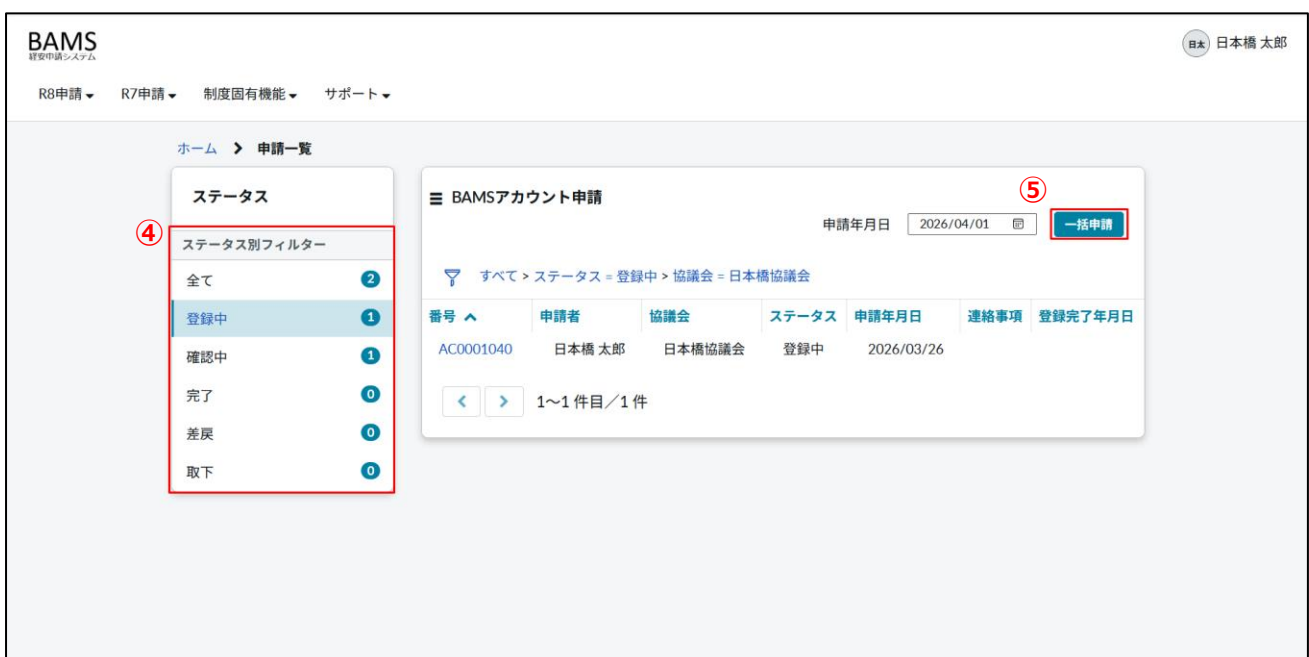 BAMS
経安申請システム
日太 日本橋 太郎
R8申請 R7申請 制度固有機能 サポート
ホーム > 申請一覧
ステータス
④
ステータス別フィルター
全て 2
登録中 1
確認中 1
完了 0
差戻 0
取下 0
BAMSアカウント申請
⑤
申請年月日 2026/04/01 一括申請
すべて > ステータス = 登録中 > 協議会 = 日本橋協議会
番号 申請者 協議会 ステータス 申請年月日 連絡事項 登録完了年月日
AC0001040 日本橋 太郎 日本橋協議会 登録中 2026/03/26
1〜1 件目／1 件